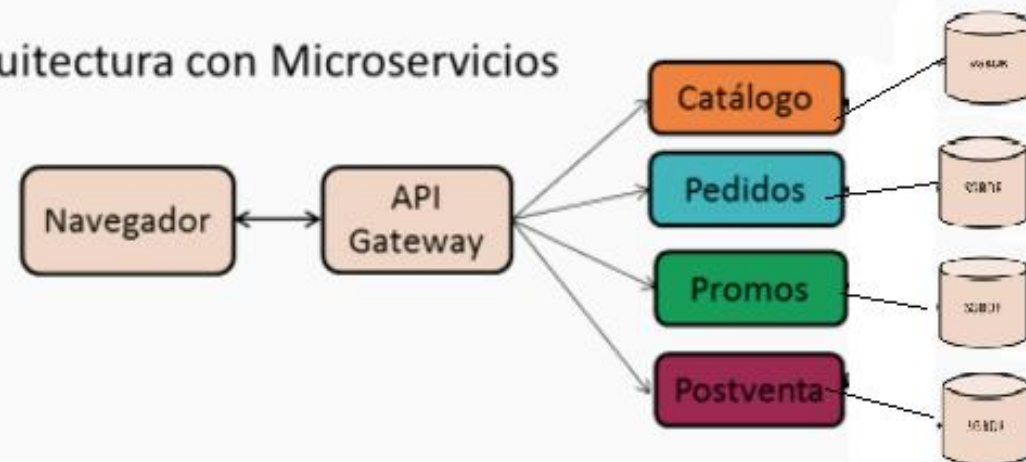 uitectura con Microservicios
Catálogo
Pedidos
Navegador
API
Gateway
Promos
Postventa